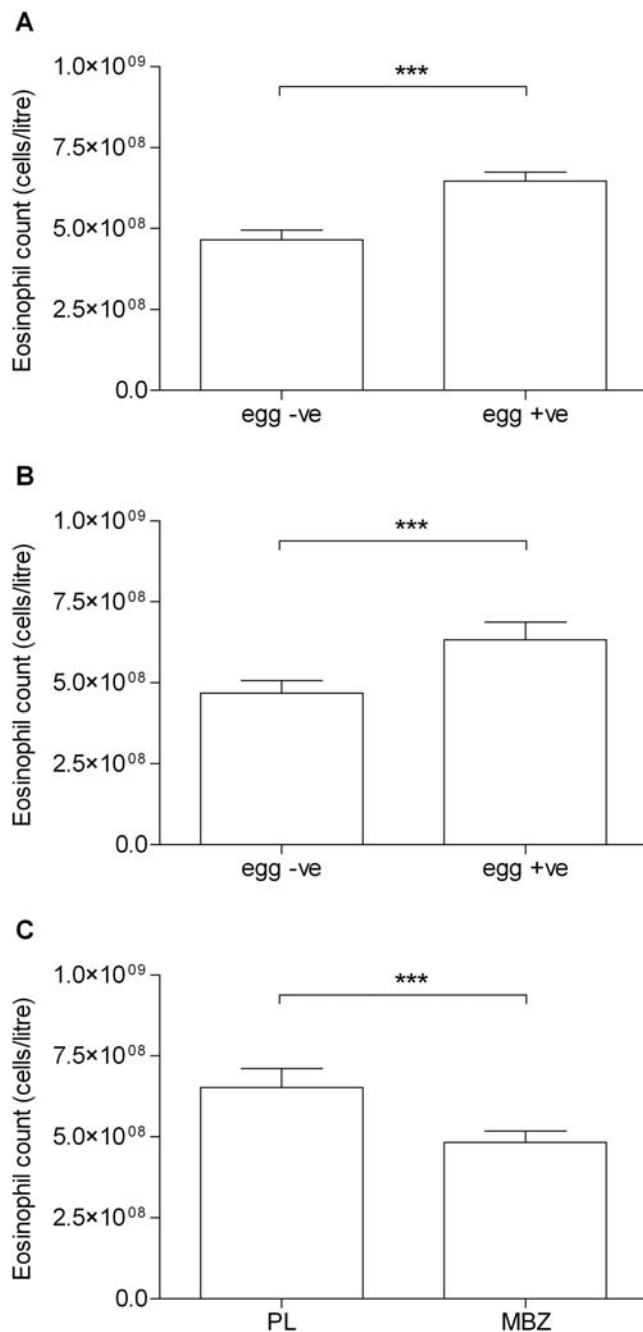 A
Eosinophil count (cells/litre)
1.0×10⁰⁹
7.5×10⁰⁸
5.0×10⁰⁸
2.5×10⁰⁸
0.0
***
egg -ve egg +ve
B
Eosinophil count (cells/litre)
1.0×10⁰⁹
7.5×10⁰⁸
5.0×10⁰⁸
2.5×10⁰⁸
0.0
***
egg -ve egg +ve
C
Eosinophil count (cells/litre)
1.0×10⁰⁹
7.5×10⁰⁸
5.0×10⁰⁸
2.5×10⁰⁸
0.0
***
PL MBZ